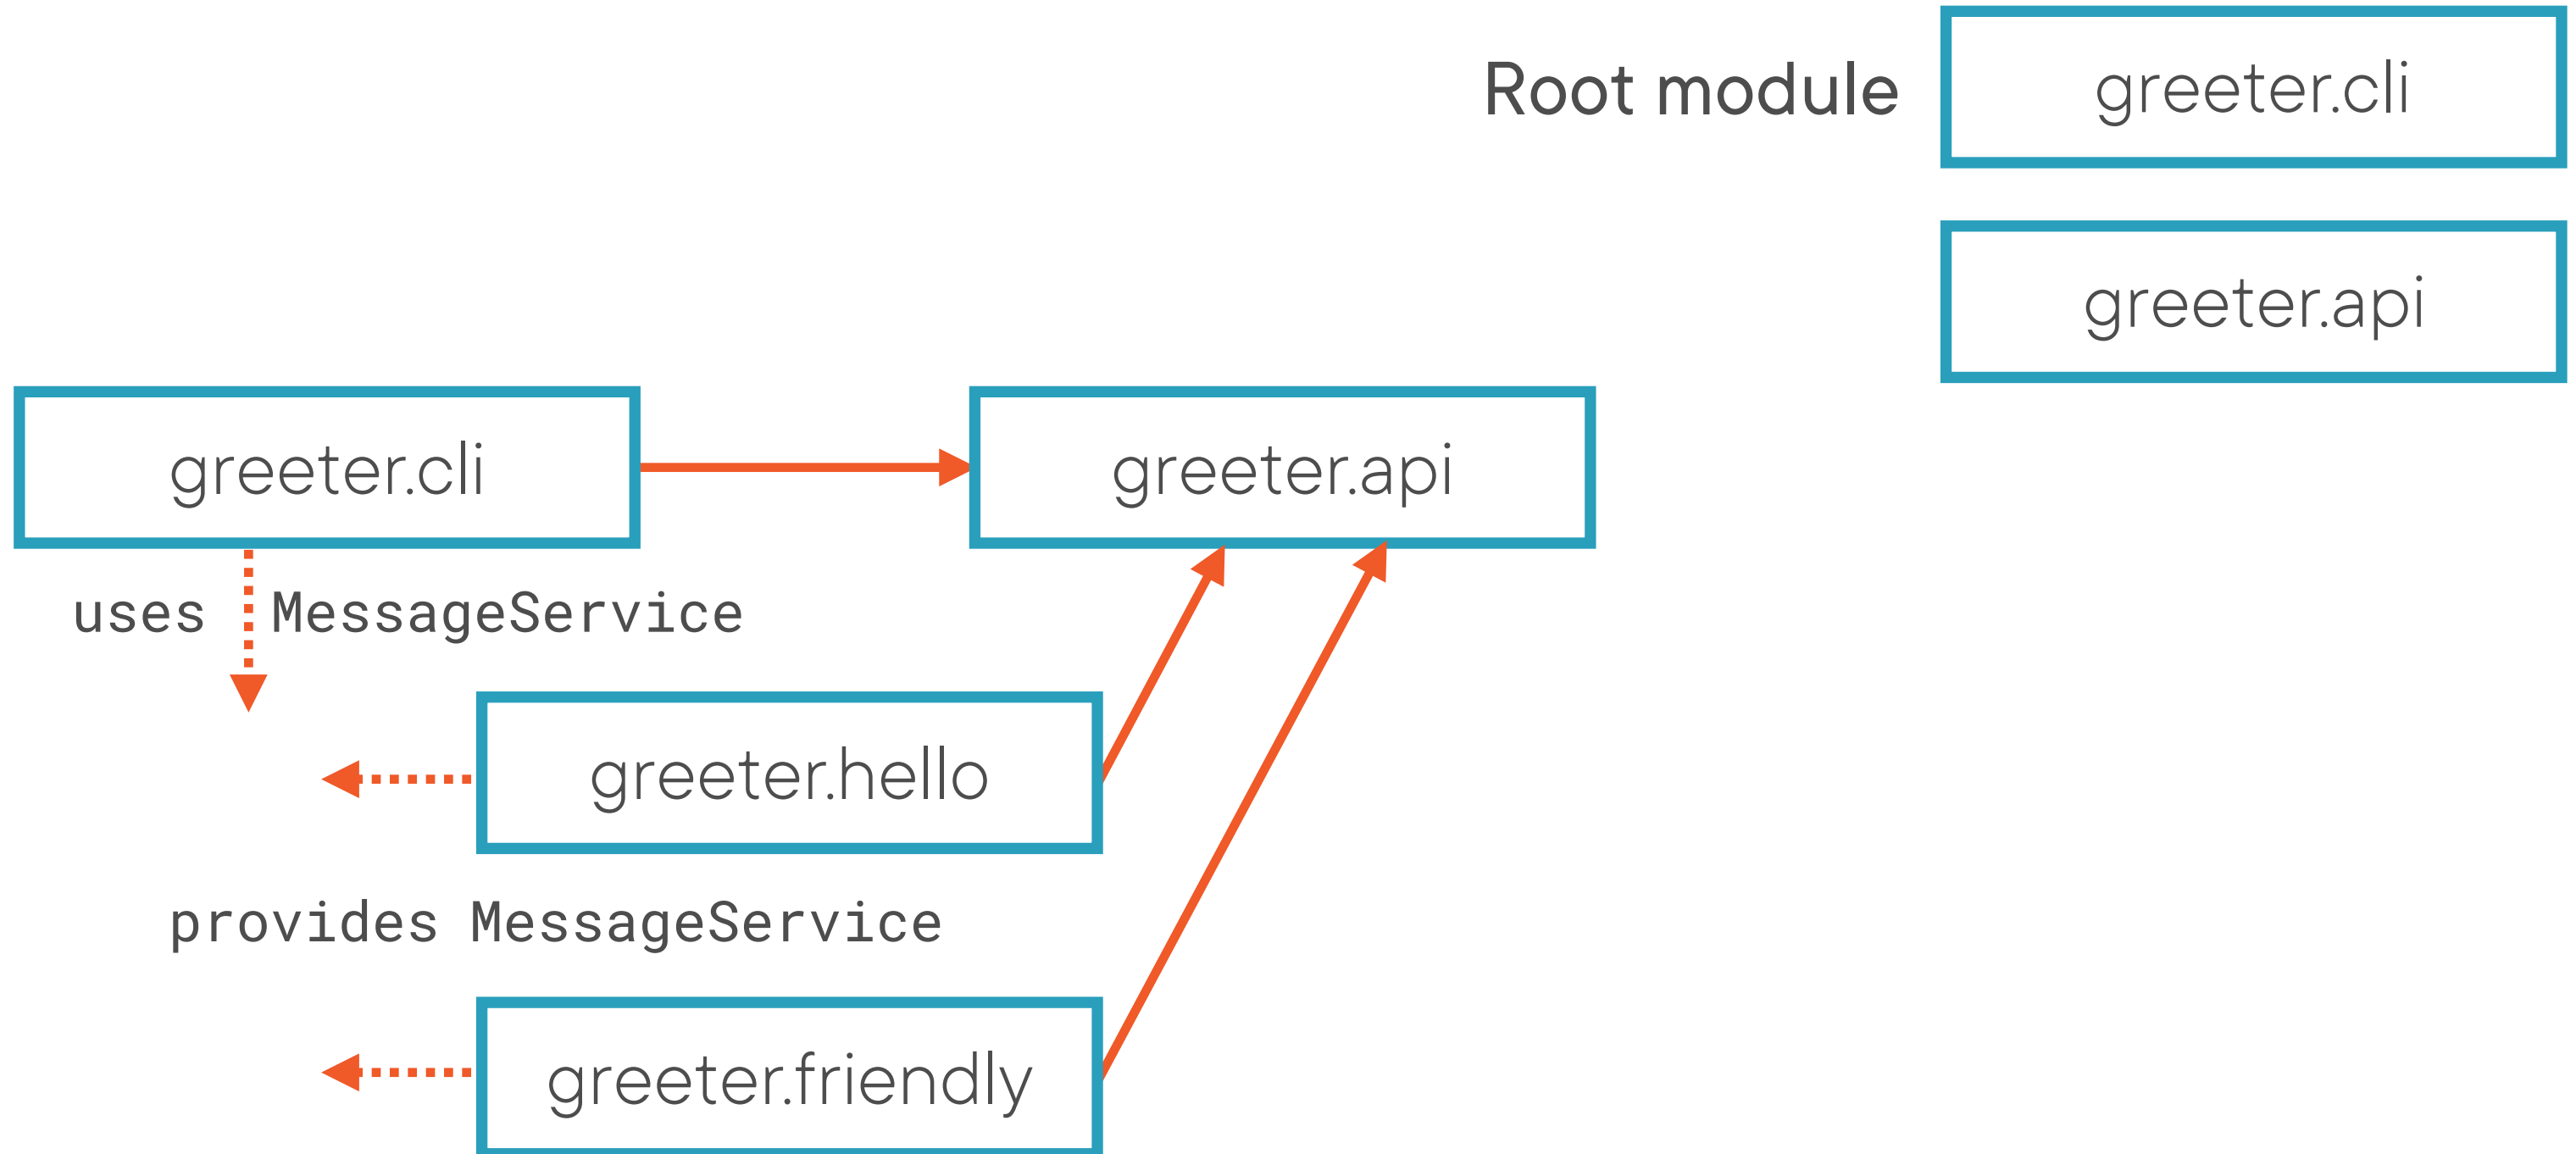 Root module
greeter.cli
greeter.api
greeter.cli
greeter.api
uses MessageService
greeter.hello
provides MessageService
greeter.friendly